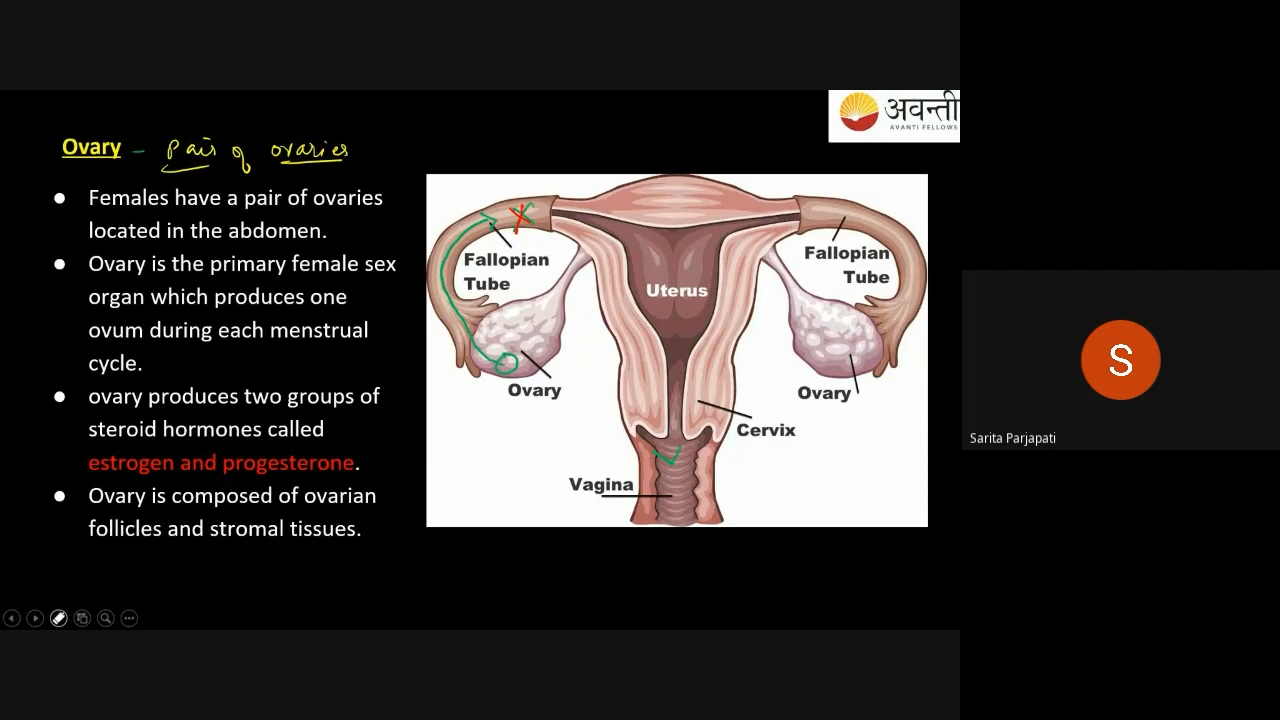 अवन्ती
AVANTI FELLOWS
Ovary - Pair of ovaries
● Females have a pair of ovaries
located in the abdomen.
● Ovary is the primary female sex
organ which produces one
ovum during each menstrual
cycle.
● ovary produces two groups of
steroid hormones called
estrogen and progesterone.
● Ovary is composed of ovarian
follicles and stromal tissues.
Fallopian
Tube
Fallopian
Tube
Uterus
Ovary
Ovary
Cervix
Vagina
S
Sarita Parjapati